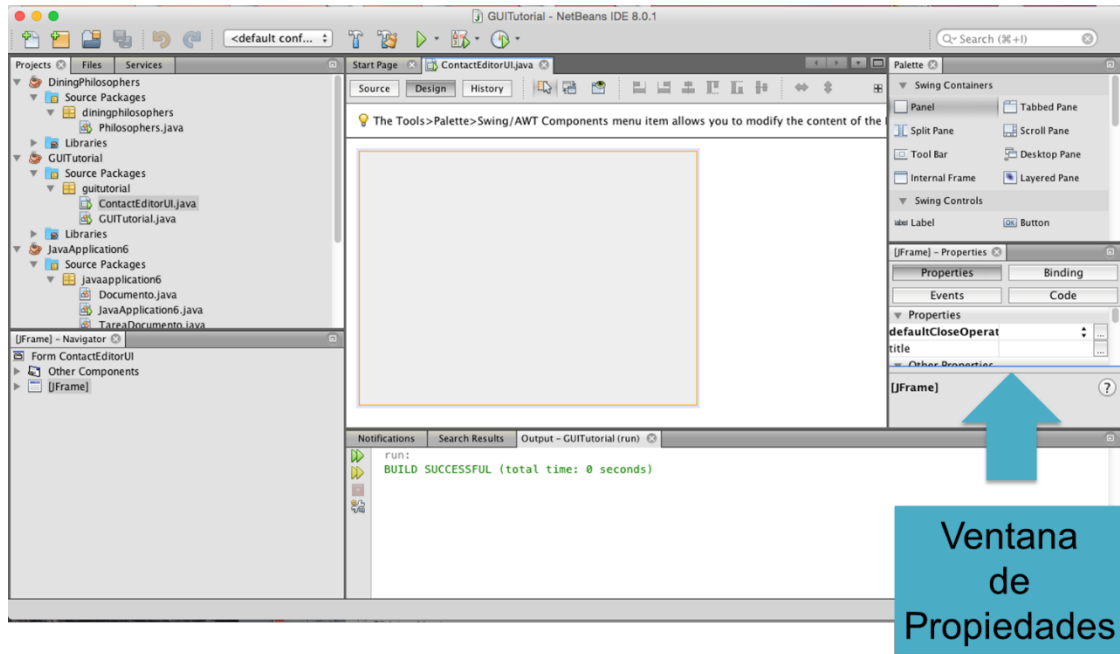 GUITutorial - NetBeans IDE 8.0.1
<default conf...
Search (⌘+I)
Projects Files Services
DiningPhilosophers
Source Packages
diningphilosophers
Philosophers.java
Libraries
GUITutorial
Source Packages
guitutorial
ContactEditorUI.java
GUITutorial.java
Libraries
JavaApplication6
Source Packages
javaapplication6
Documento.java
JavaApplication6.java
TareaDocumento.java
[JFrame] - Navigator
Form ContactEditorUI
Other Components
[JFrame]
Start Page ContactEditorUI.java
Source Design History
The Tools>Palette>Swing/AWT Components menu item allows you to modify the content of the
Notifications Search Results Output - GUITutorial (run)
run:
BUILD SUCCESSFUL (total time: 0 seconds)
Palette
Swing Containers
Panel Tabbed Pane
Split Pane Scroll Pane
Tool Bar Desktop Pane
Internal Frame Layered Pane
Swing Controls
label Label OK Button
[JFrame] - Properties
Properties Binding
Events Code
Properties
defaultCloseOperat
...
title
...
Other Properties
[JFrame] ?
Ventana
de
Propiedades